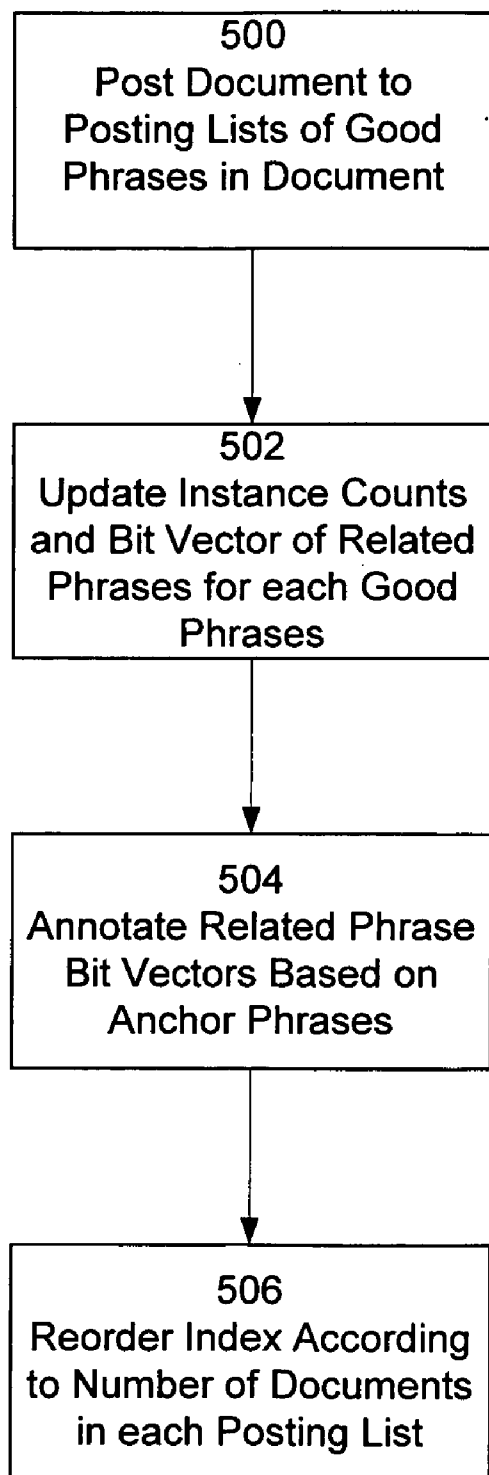 500
Post Document to
Posting Lists of Good
Phrases in Document
502
Update Instance Counts
and Bit Vector of Related
Phrases for each Good
Phrases
504
Annotate Related Phrase
Bit Vectors Based on
Anchor Phrases
506
Reorder Index According
to Number of Documents
in each Posting List